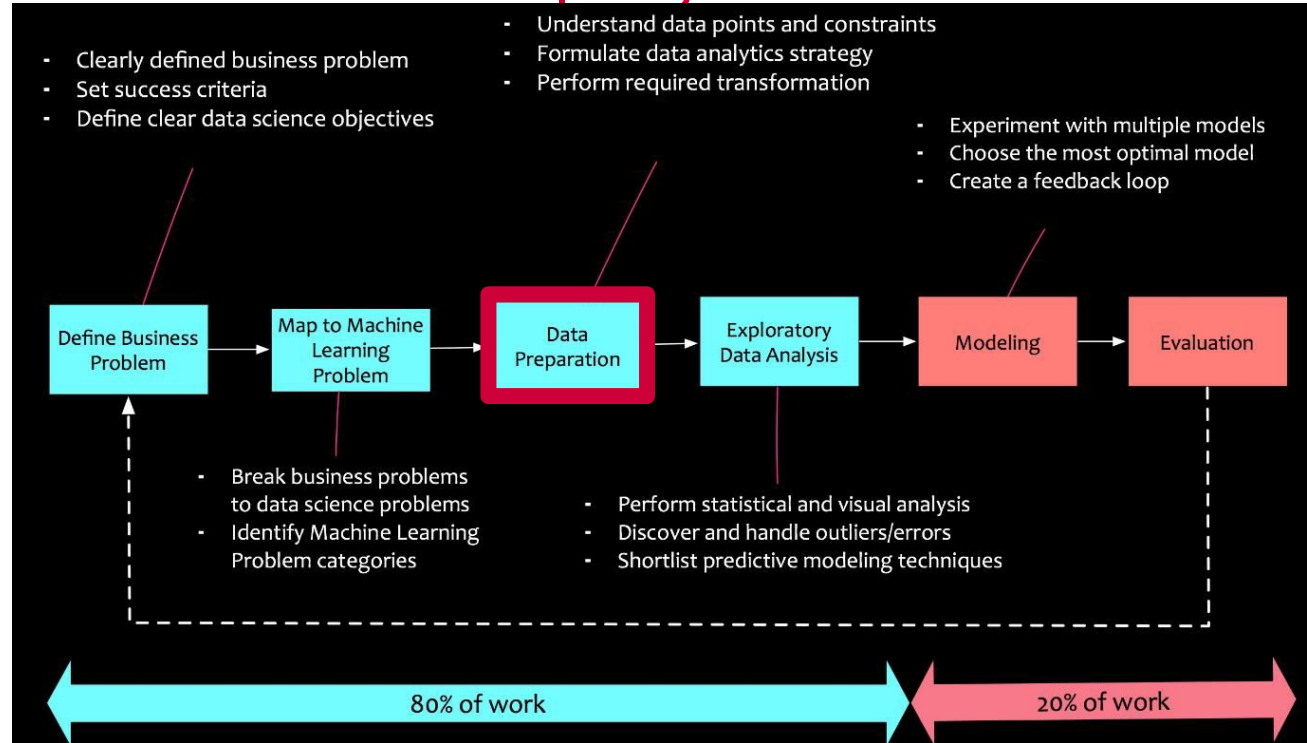 - Understand data points and constraints
- Formulate data analytics strategy
- Perform required transformation
- Clearly defined business problem
- Set success criteria
- Define clear data science objectives
- Experiment with multiple models
- Choose the most optimal model
- Create a feedback loop
Define Business
Problem
Map to Machine
Learning
Problem
Data
Preparation
Exploratory
Data Analysis
Modeling
Evaluation
- Break business problems
to data science problems
- Identify Machine Learning
Problem categories
- Perform statistical and visual analysis
- Discover and handle outliers/errors
- Shortlist predictive modeling techniques
80% of work
20% of work